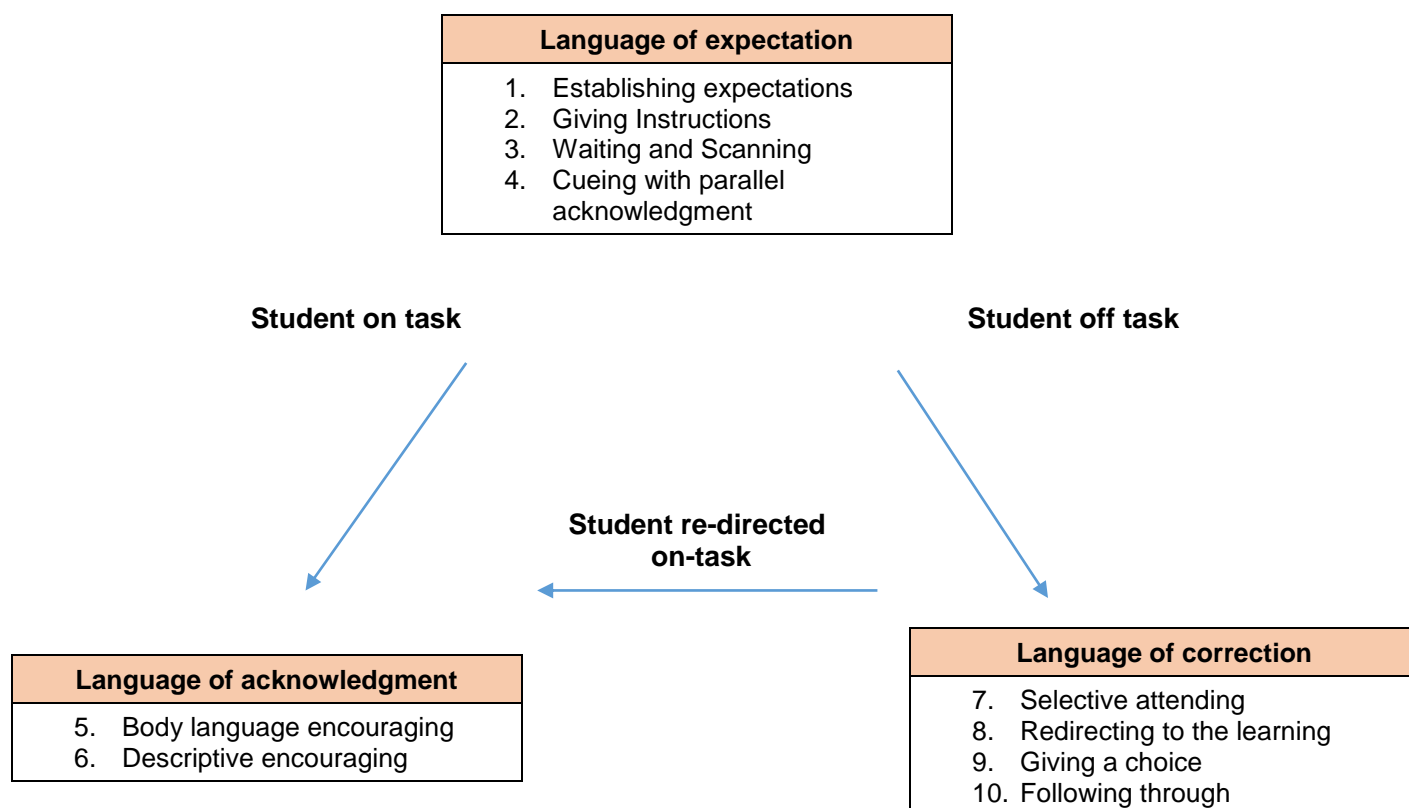 Language of expectation
1. Establishing expectations
2. Giving Instructions
3. Waiting and Scanning
4. Cueing with parallel
acknowledgment
Student on task
Student off task
Student re-directed
on-task
Language of acknowledgment
5. Body language encouraging
6. Descriptive encouraging
Language of correction
7. Selective attending
8. Redirecting to the learning
9. Giving a choice
10. Following through